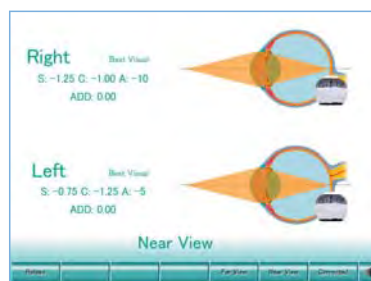 Right Best Visual
S: -1.25 C: -1.00 A: -10
ADD: 0.00
Left Best Visual
S: -0.75 C: -1.25 A: -5
ADD: 0.00
Near View
Far View Near View Corrected